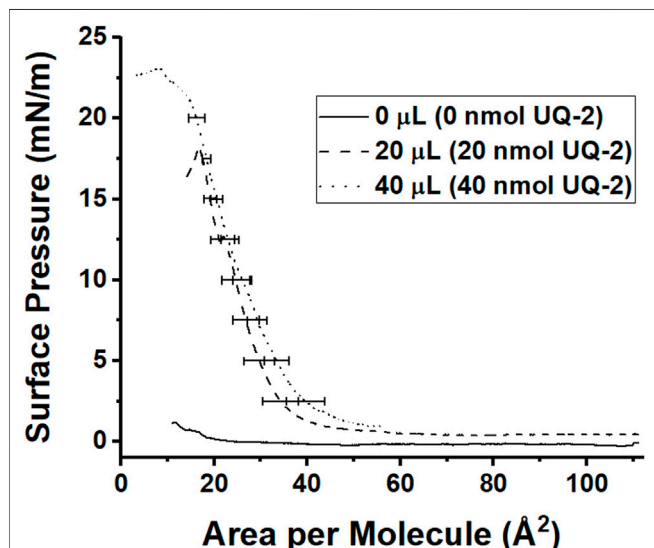 25
20
15
10
5
0
0 20 40 60 80 100
Surface Pressure (mN/m)
Area per Molecule (Å²)
0 μL (0 nmol UQ-2)
20 μL (20 nmol UQ-2)
40 μL (40 nmol UQ-2)